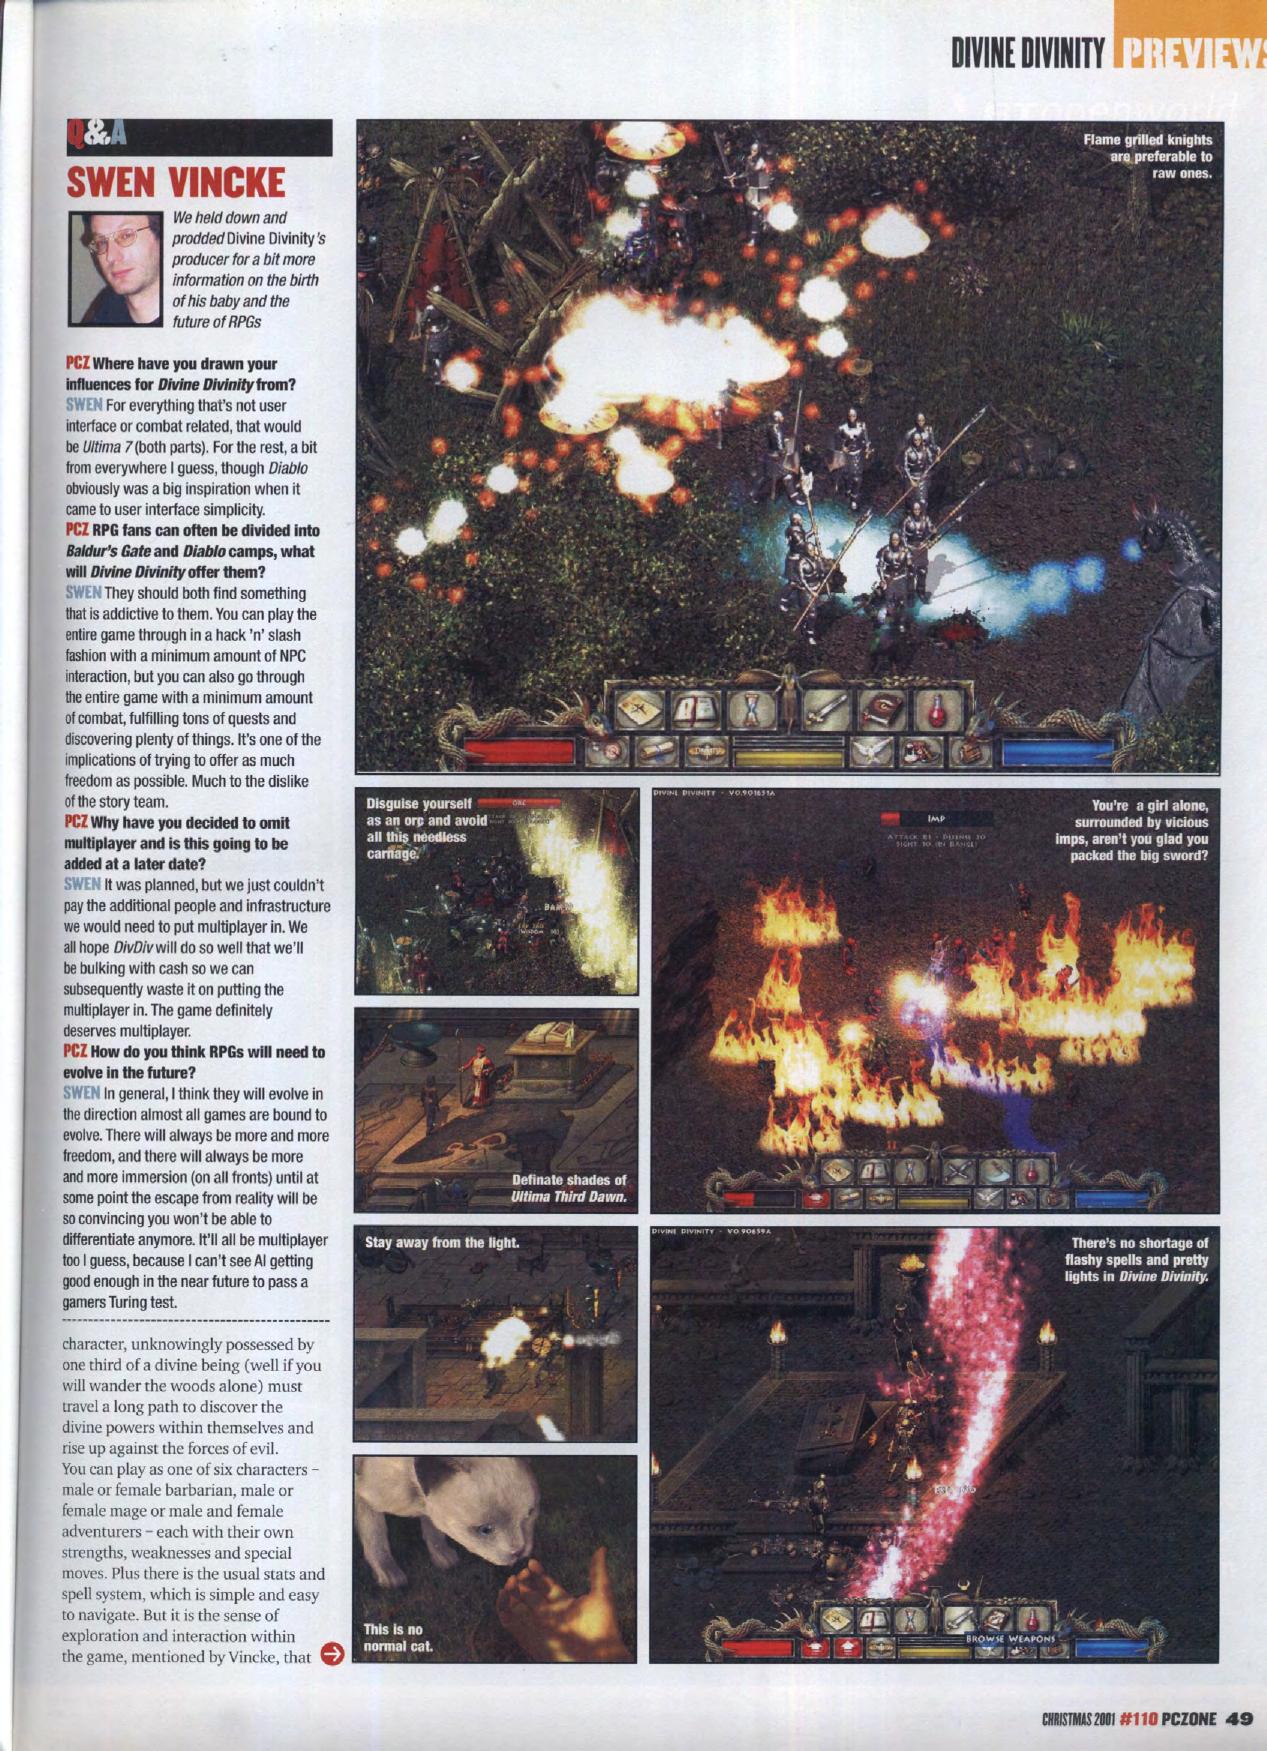 DIVINE DIVINITY PREVIEWS
Q&A
SWEN VINCKE
We held down and
prodded Divine Divinity's
producer for a bit more
information on the birth
of his baby and the
future of RPGs
PCZ Where have you drawn your
influences for Divine Divinity from?
SWEN For everything that's not user
interface or combat related, that would
be Ultima 7 (both parts). For the rest, a bit
from everywhere I guess, though Diablo
obviously was a big inspiration when it
came to user interface simplicity.
PCZ RPG fans can often be divided into
Baldur's Gate and Diablo camps, what
will Divine Divinity offer them?
SWEN They should both find something
that is addictive to them. You can play the
entire game through in a hack 'n' slash
fashion with a minimum amount of NPC
interaction, but you can also go through
the entire game with a minimum amount
of combat, fulfilling tons of quests and
discovering plenty of things. It's one of the
implications of trying to offer as much
freedom as possible. Much to the dislike
of the story team.
PCZ Why have you decided to omit
multiplayer and is this going to be
added at a later date?
SWEN It was planned, but we just couldn't
pay the additional people and infrastructure
we would need to put multiplayer in. We
all hope DivDiv will do so well that we'll
be bulking with cash so we can
subsequently waste it on putting the
multiplayer in. The game definitely
deserves multiplayer.
PCZ How do you think RPGs will need to
evolve in the future?
SWEN In general, I think they will evolve in
the direction almost all games are bound to
evolve. There will always be more and more
freedom, and there will always be more
and more immersion (on all fronts) until at
some point the escape from reality will be
so convincing you won't be able to
differentiate anymore. It'll all be multiplayer
too I guess, because I can't see AI getting
good enough in the near future to pass a
gamers Turing test.
character, unknowingly possessed by
one third of a divine being (well if you
will wander the woods alone) must
travel a long path to discover the
divine powers within themselves and
rise up against the forces of evil.
You can play as one of six characters –
male or female barbarian, male or
female mage or male and female
adventurers – each with their own
strengths, weaknesses and special
moves. Plus there is the usual stats and
spell system, which is simple and easy
to navigate. But it is the sense of
exploration and interaction within
the game, mentioned by Vincke, that
Flame grilled knights
are preferable to
raw ones.
Disguise yourself
as an orc and avoid
all this needless
carnage.
ORC
DIVINE DIVINITY - V0.901651A
IMP
You're a girl alone,
surrounded by vicious
imps, aren't you glad you
packed the big sword?
Definate shades of
Ultima Third Dawn.
Stay away from the light.
DIVINE DIVINITY - V0.90659A
There's no shortage of
flashy spells and pretty
lights in Divine Divinity.
BROWSE WEAPONS
This is no
normal cat.
CHRISTMAS 2001 #110 PCZONE 49